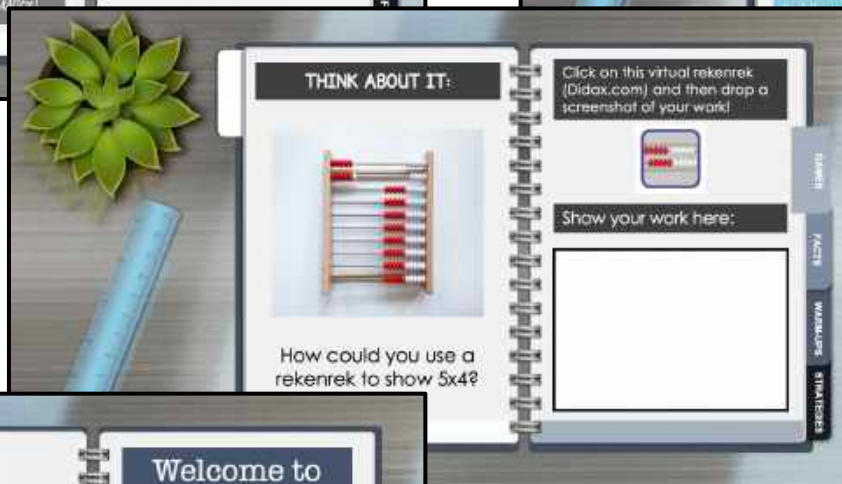 THINK ABOUT IT:
How could you use a
rekenrek to show 5x4?
Click on this virtual rekenrek
(Didax.com) and then drop a
screenshot of your work!
Show your work here:
GAMES
FACTS
WARM-UPS
STRATEGIES
Welcome to